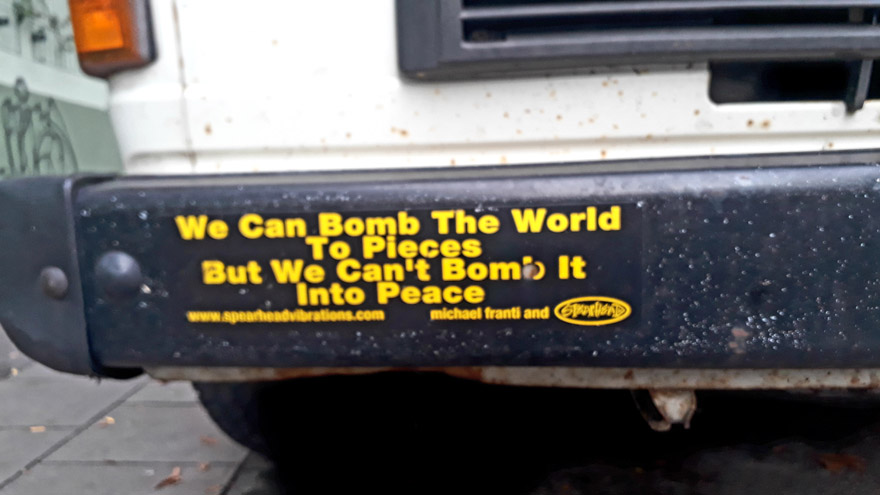 We Can Bomb The World
To Pieces
But We Can't Bomb It
Into Peace
www.spearheadvibrations.com michael franti and SPEARHEAD